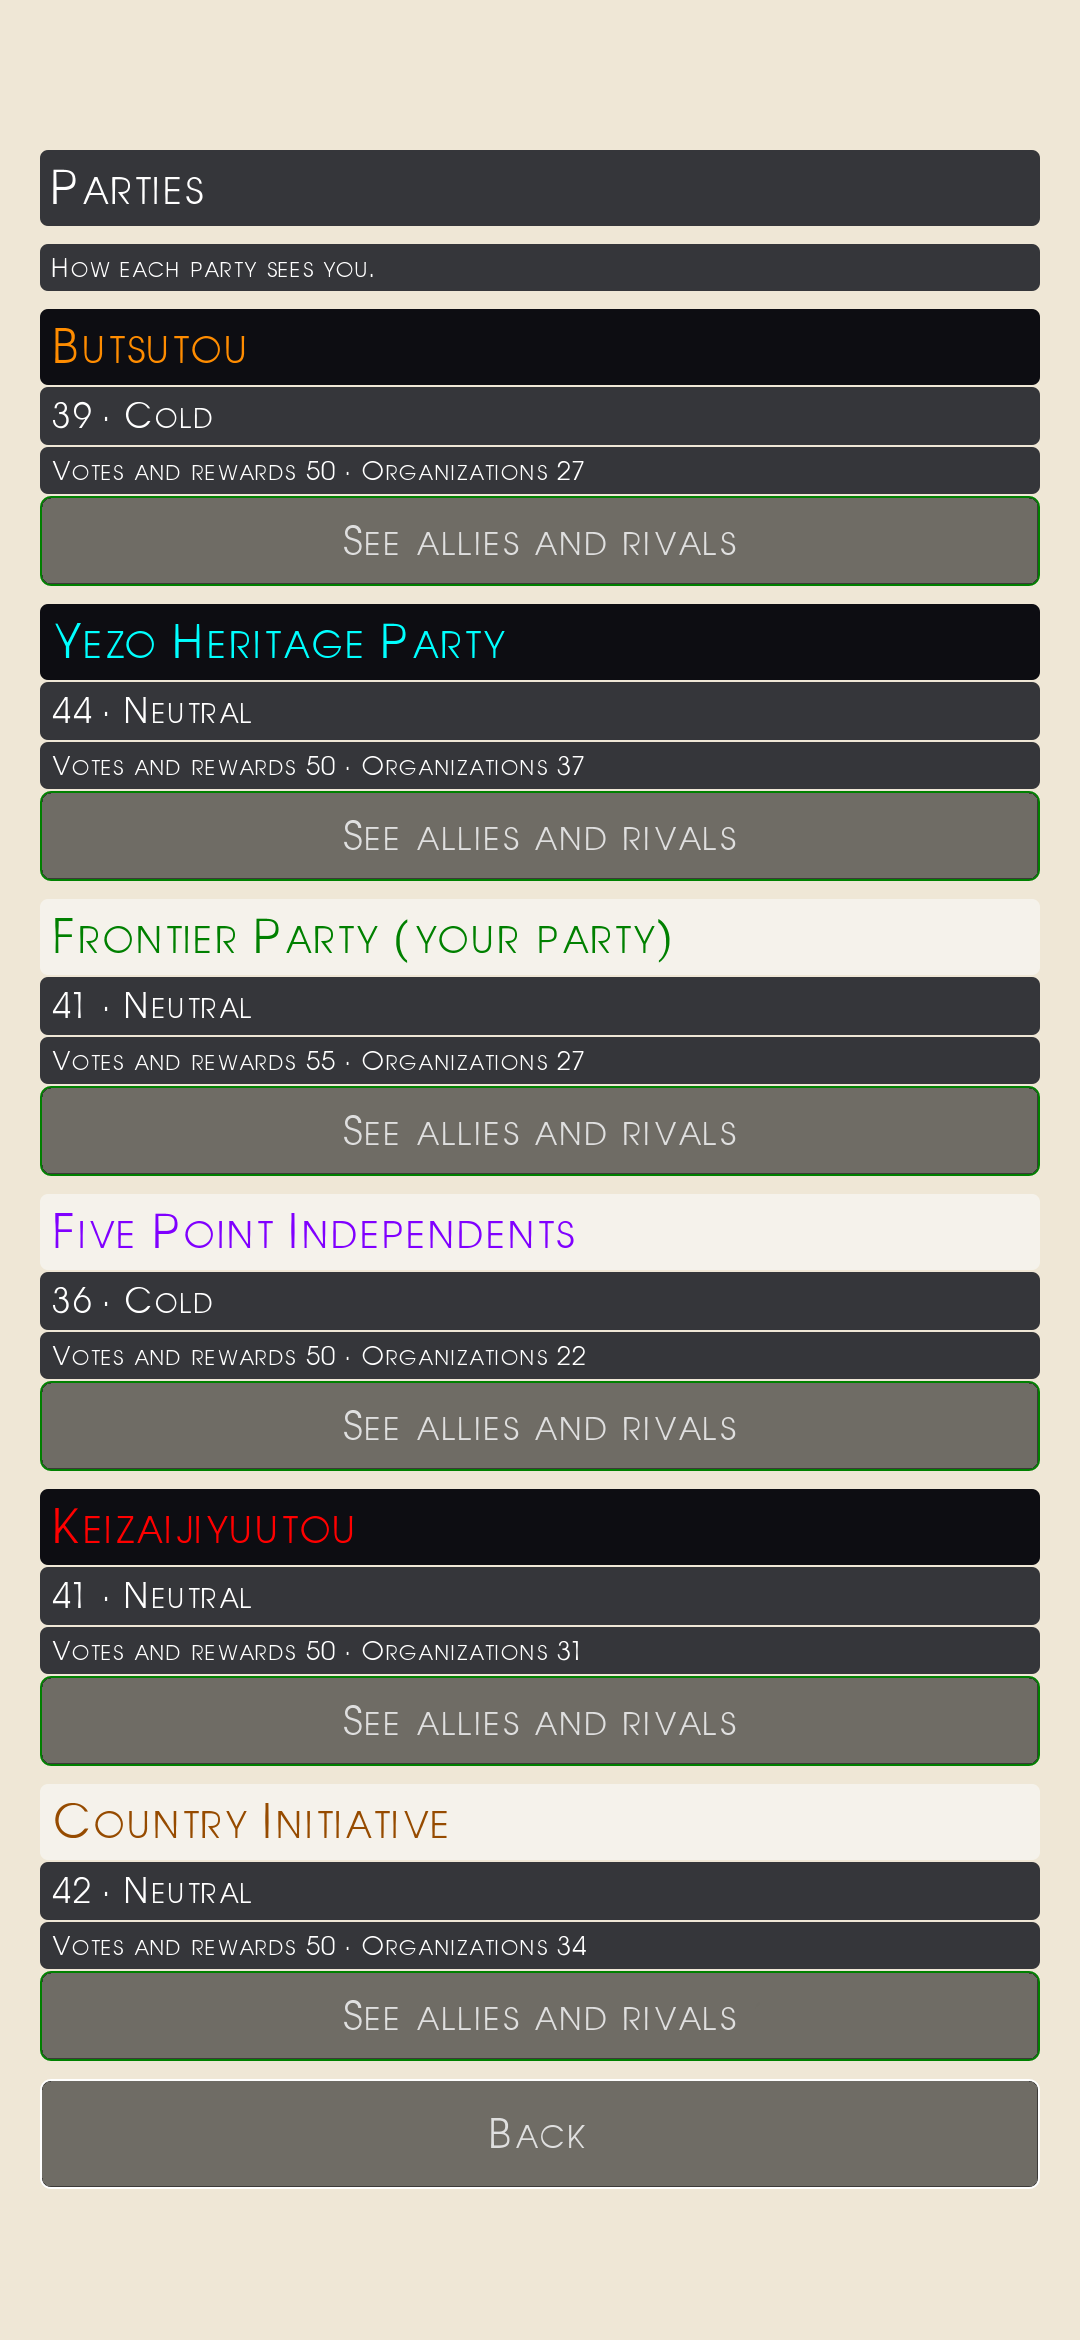 Parties
How each party sees you.
Butsutou
39 · Cold
Votes and rewards 50 · Organizations 27
See allies and rivals
Yezo Heritage Party
44 · Neutral
Votes and rewards 50 · Organizations 37
See allies and rivals
Frontier Party (your party)
41 · Neutral
Votes and rewards 55 · Organizations 27
See allies and rivals
Five Point Independents
36 · Cold
Votes and rewards 50 · Organizations 22
See allies and rivals
Keizaijiyuutou
41 · Neutral
Votes and rewards 50 · Organizations 31
See allies and rivals
Country Initiative
42 · Neutral
Votes and rewards 50 · Organizations 34
See allies and rivals
Back